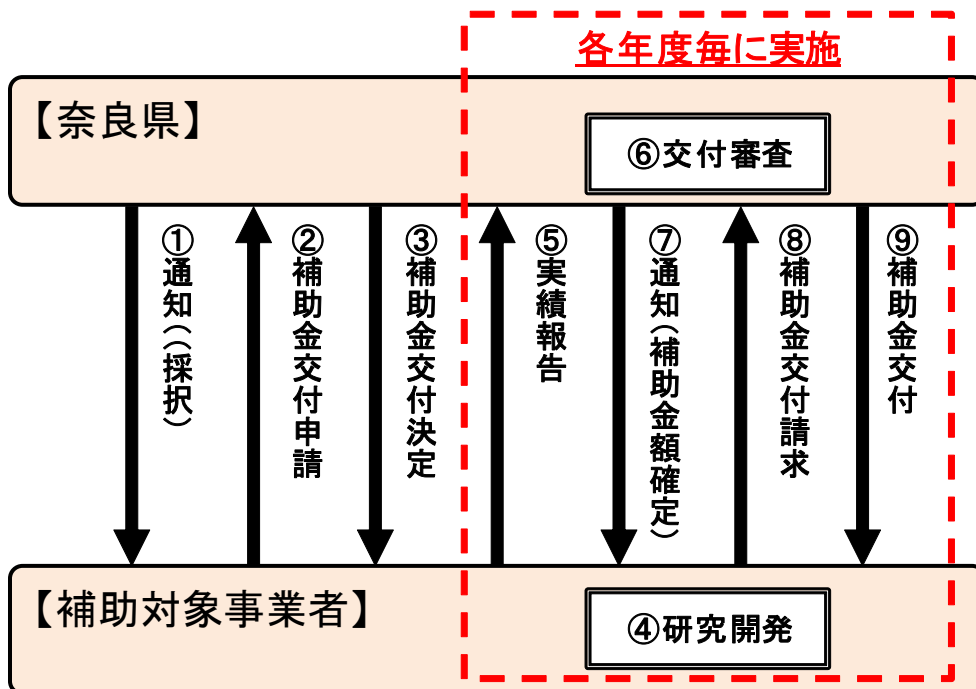 各年度毎に実施
【奈良県】
⑥交付審査
①通知(（採択）
②補助金交付申請
③補助金交付決定
⑤実績報告
⑦通知（補助金額確定）
⑧補助金交付請求
⑨補助金交付
【補助対象事業者】
④研究開発